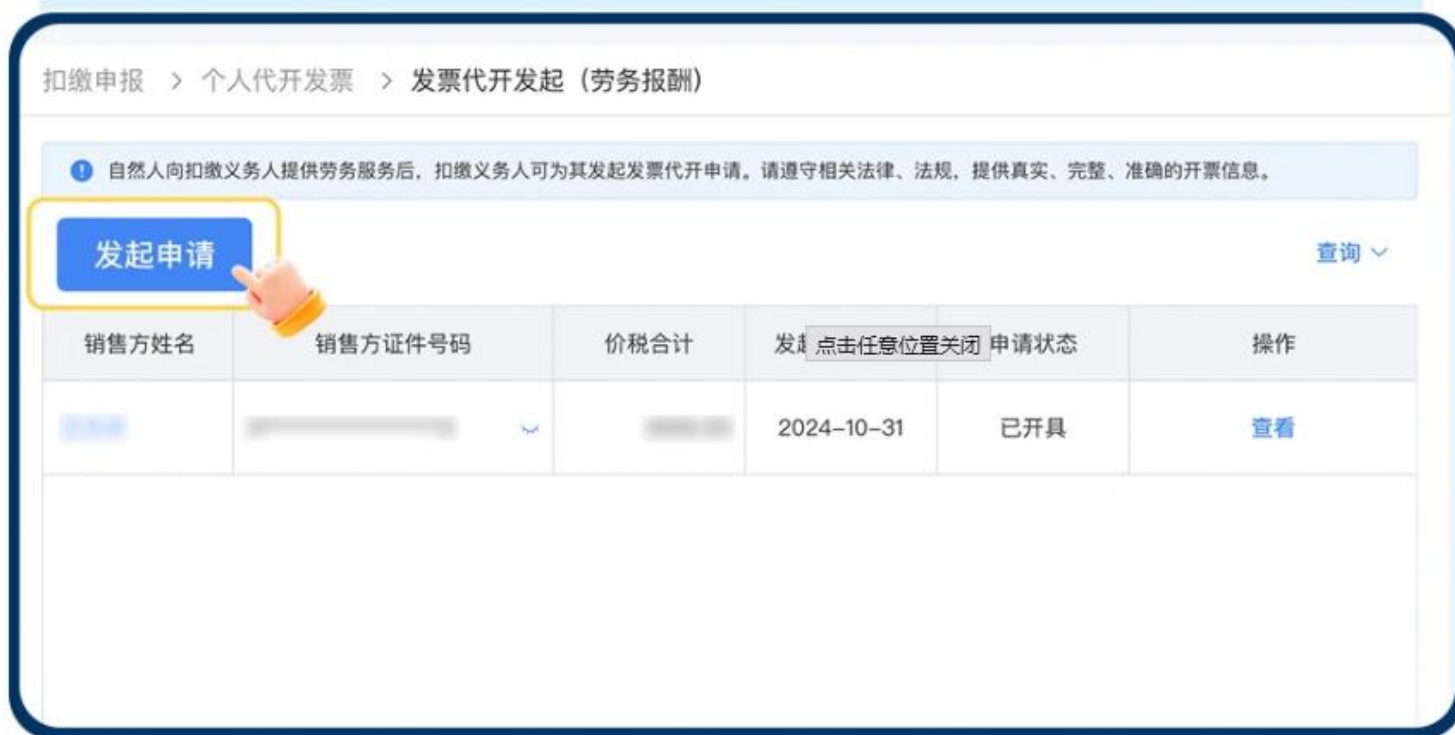 扣缴申报 > 个人代开发票 > 发票代开发起（劳务报酬）
自然人向扣缴义务人提供劳务服务后，扣缴义务人可为其发起发票代开申请。请遵守相关法律、法规，提供真实、完整、准确的开票信息。
发起申请
查询
销售方姓名 销售方证件号码 价税合计 发 点击任意位置关闭 申请状态 操作
2024-10-31 已开具 查看